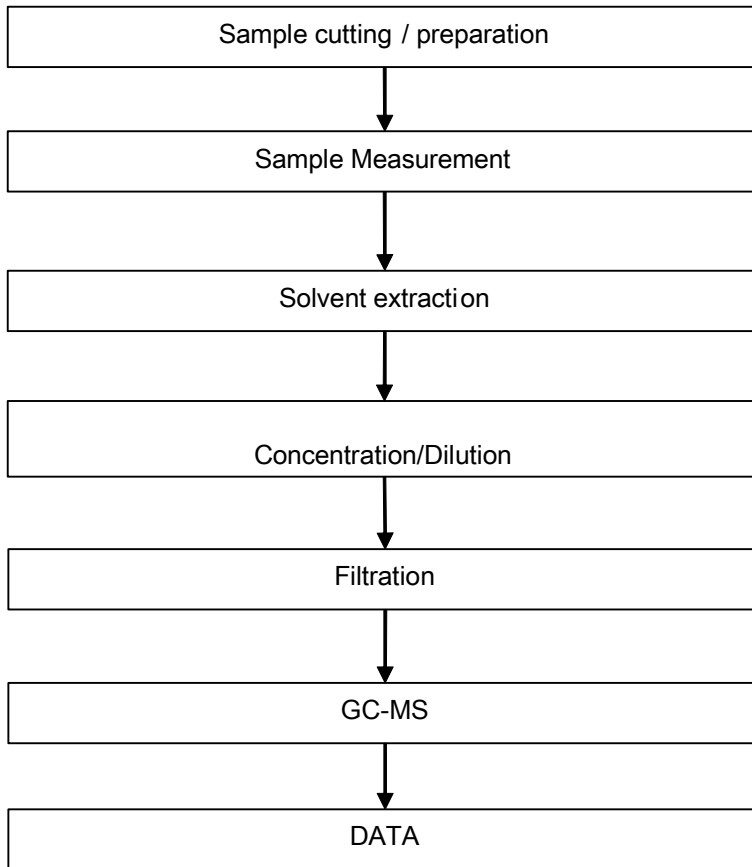 Sample cutting / preparation
Sample Measurement
Solvent extraction
Concentration/Dilution
Filtration
GC-MS
DATA